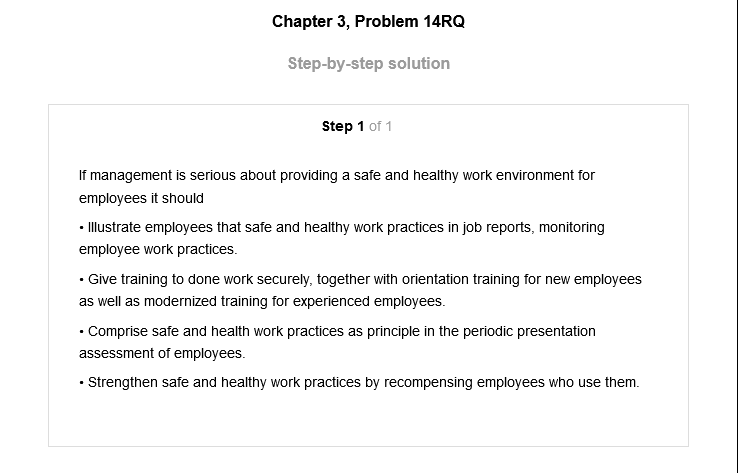 Chapter 3, Problem 14RQ
Step-by-step solution
Step 1 of 1
If management is serious about providing a safe and healthy work environment for
employees it should
• Illustrate employees that safe and healthy work practices in job reports, monitoring
employee work practices.
• Give training to done work securely, together with orientation training for new employees
as well as modernized training for experienced employees.
• Comprise safe and health work practices as principle in the periodic presentation
assessment of employees.
• Strengthen safe and healthy work practices by recompensing employees who use them.